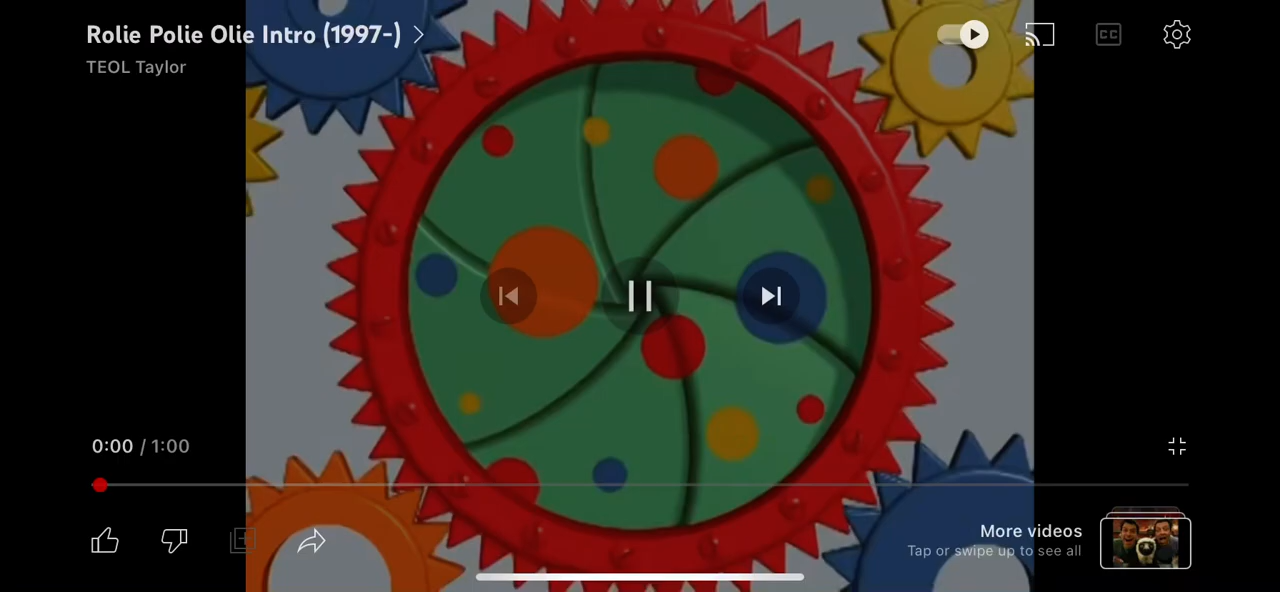 Rolie Polie Olie Intro (1997-)
TEOL Taylor
CC
0:00 / 1:00
More videos
Tap or swipe up to see all